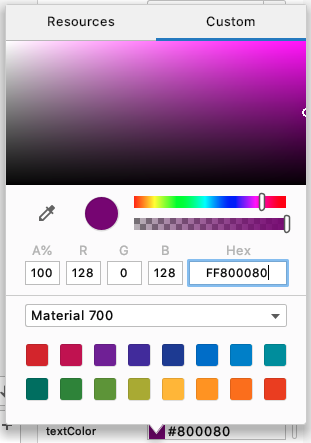 Resources Custom
A% R G B Hex
100 128 0 128 FF800080
Material 700
textColor #800080